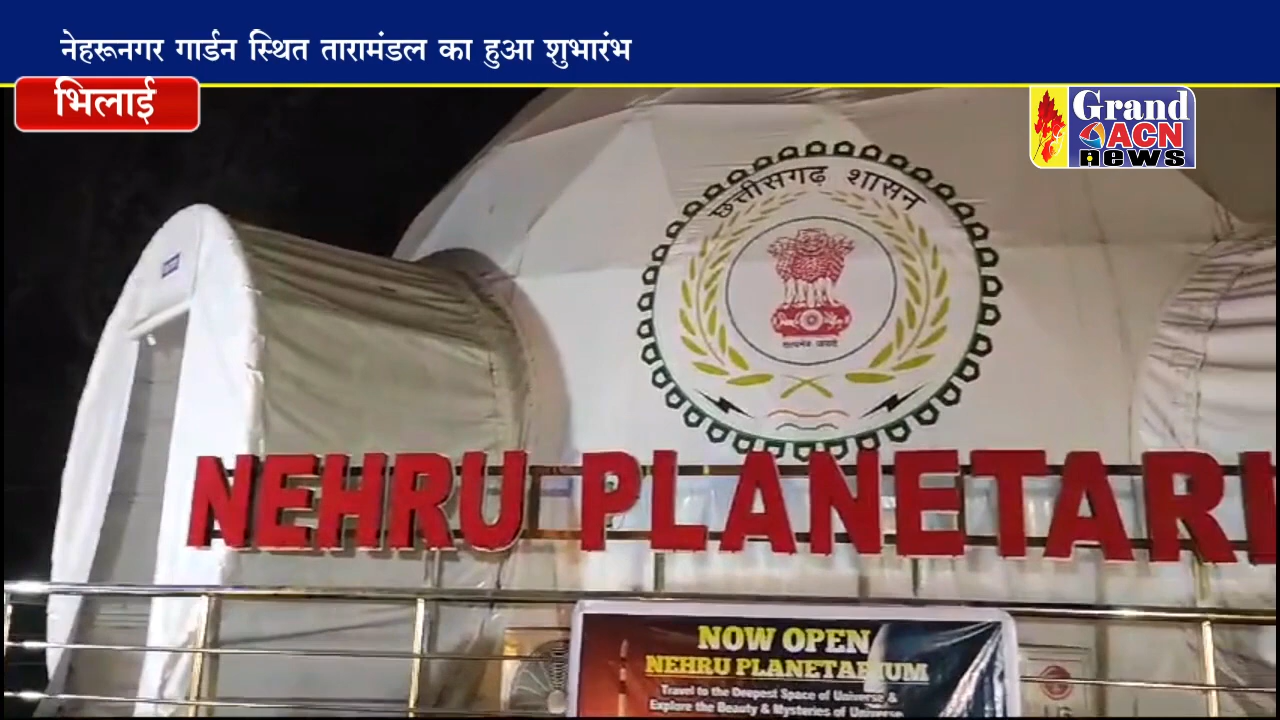 नेहरूनगर गार्डन स्थित तारामंडल का हुआ शुभारंभ
भिलाई
Grand
ACN
news
छत्तीसगढ़ शासन
सत्यमेव जयते
NEHRU PLANETARI
NOW OPEN
NEHRU PLANETARIUM
Travel to the Deepest Space of Universe &
Explore the Beauty & Mysteries of Universe
LG